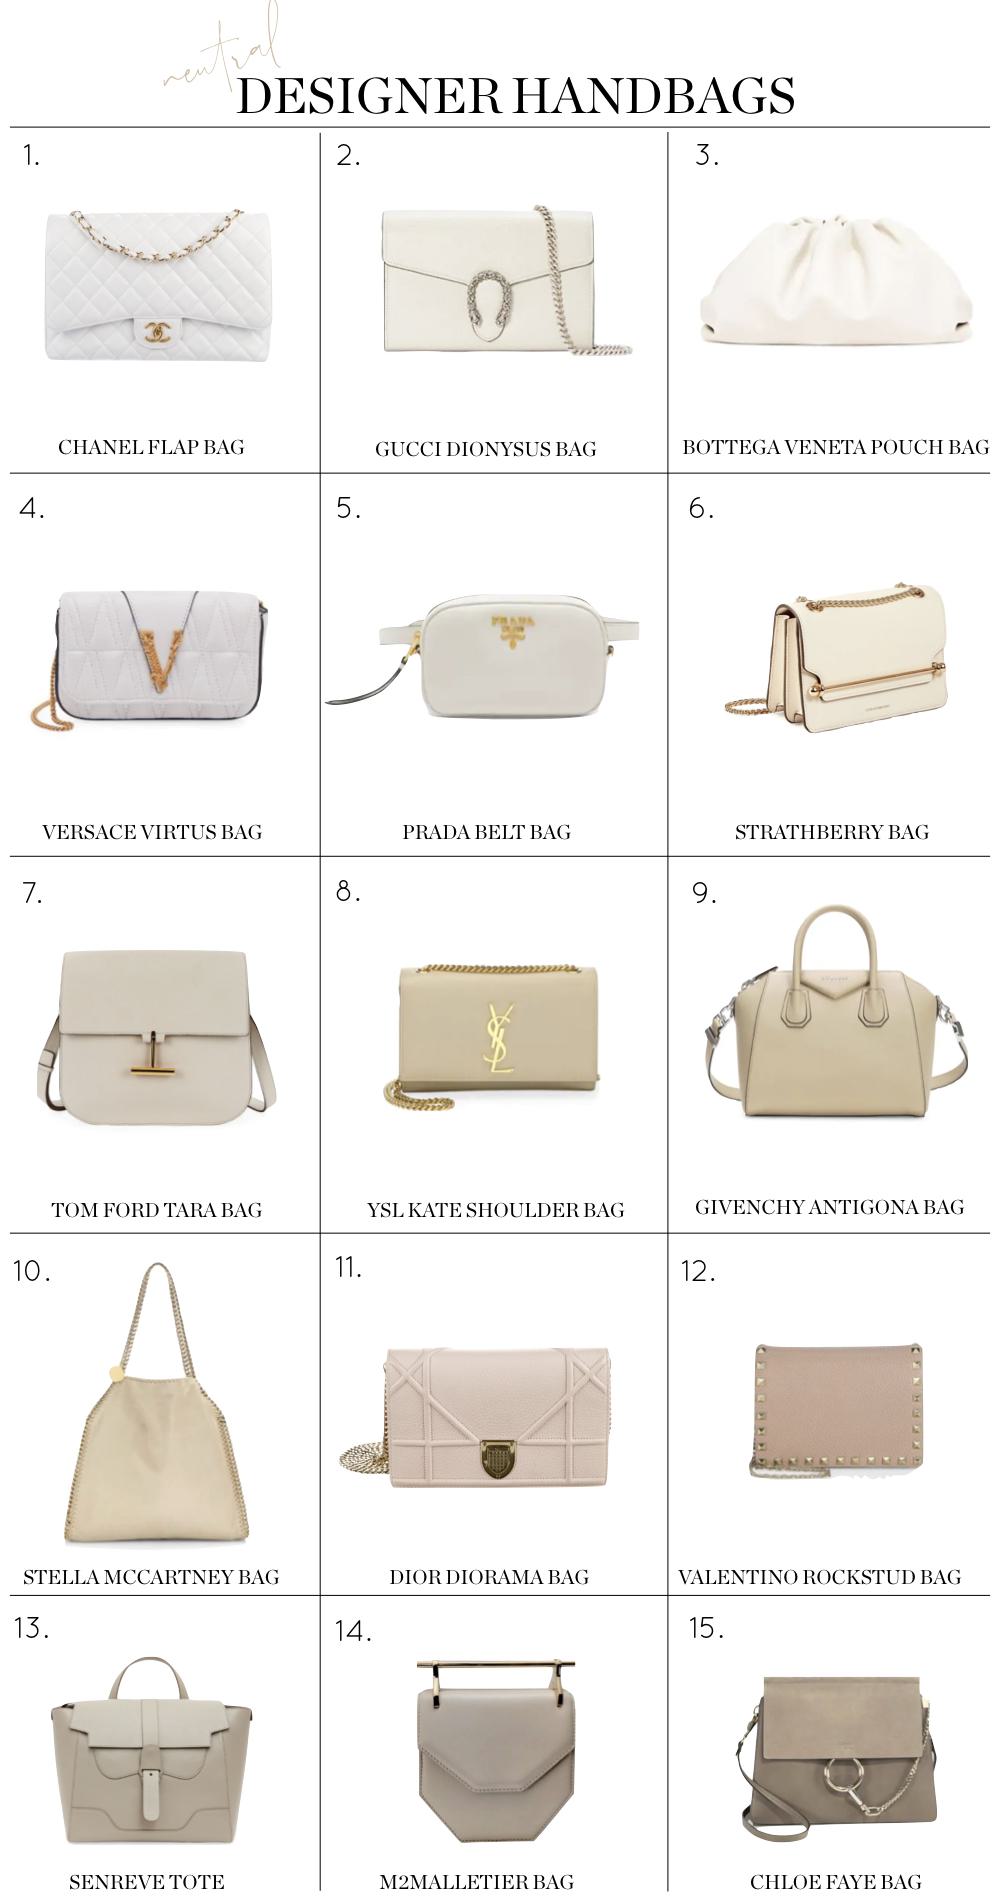 neutral
DESIGNER HANDBAGS
1.
2.
3.
CHANEL FLAP BAG
GUCCI DIONYSUS BAG
BOTTEGA VENETA POUCH BAG
4.
5.
6.
PRADA
VERSACE VIRTUS BAG
PRADA BELT BAG
STRATHBERRY BAG
7.
8.
9.
YSL
TOM FORD TARA BAG
YSL KATE SHOULDER BAG
GIVENCHY ANTIGONA BAG
10.
11.
12.
STELLA MCCARTNEY BAG
DIOR DIORAMA BAG
VALENTINO ROCKSTUD BAG
13.
14.
15.
SENREVE TOTE
M2MALLETIER BAG
CHLOE FAYE BAG